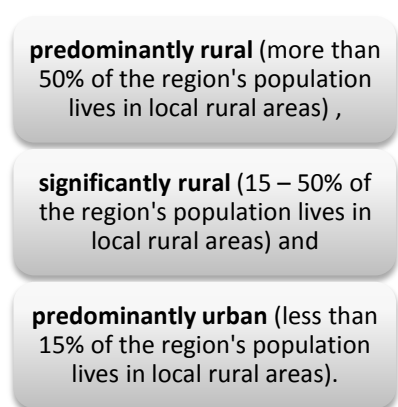 predominantly rural (more than
50% of the region's population
lives in local rural areas) ,
significantly rural (15 – 50% of
the region's population lives in
local rural areas) and
predominantly urban (less than
15% of the region's population
lives in local rural areas).